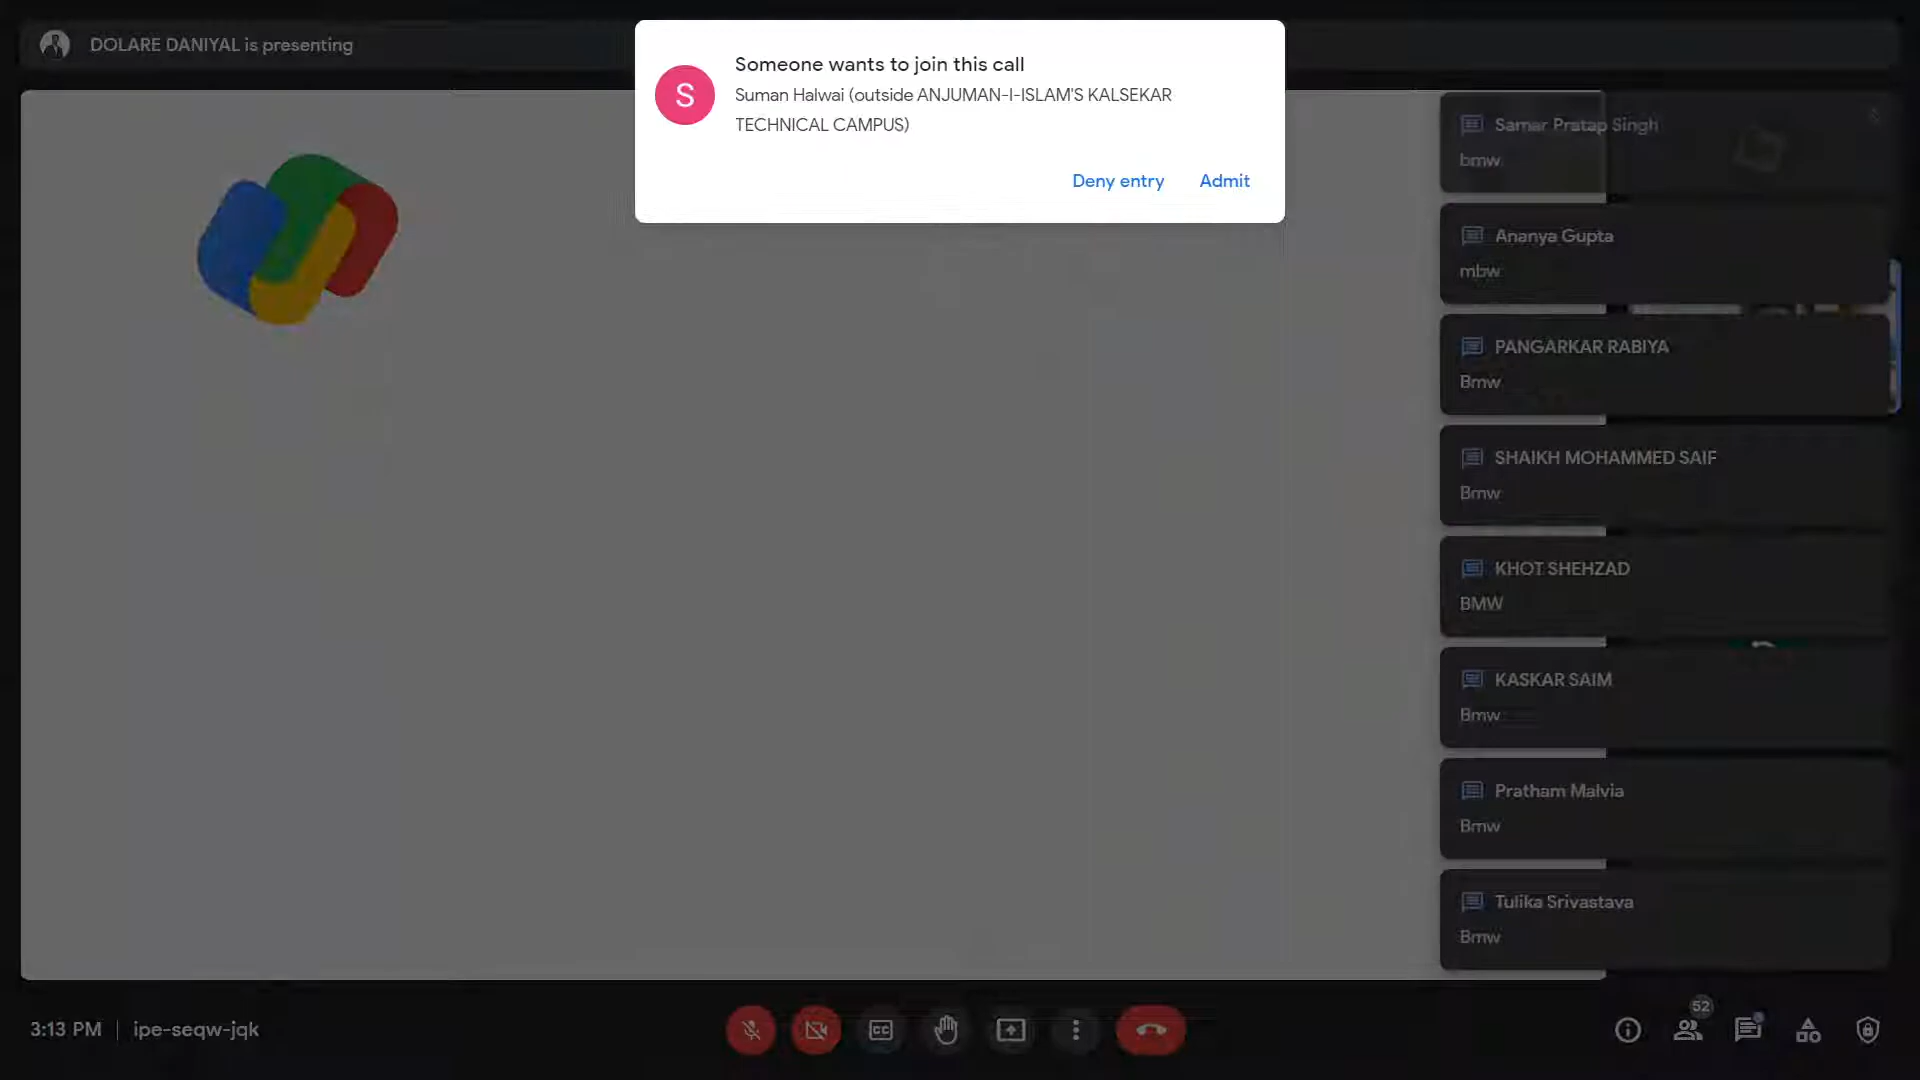 DOLARE DANIYAL is presenting
Someone wants to join this call
S
Suman Halwai (outside ANJUMAN-I-ISLAM'S KALSEKAR
TECHNICAL CAMPUS)
Deny entry Admit
Samar Pratap Singh
bmw
Ananya Gupta
mbw
PANGARKAR RABIYA
Bmw
SHAIKH MOHAMMED SAIF
Bmw
KHOT SHEHZAD
BMW
KASKAR SAIM
Bmw
Pratham Malvia
Bmw
Tulika Srivastava
Bmw
3:13 PM | ipe-seqw-jqk
CC
52